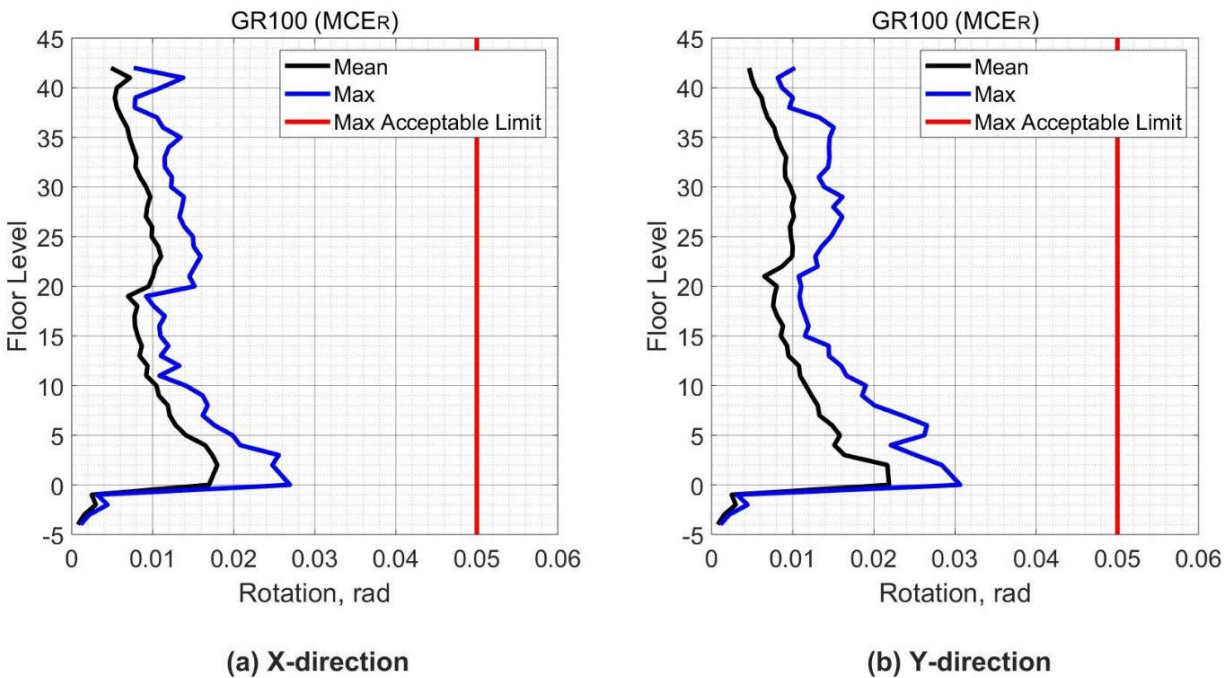 GR100 (MCER)
45
40
35
30
25
20
15
10
5
0
-5
Floor Level
Mean
Max
Max Acceptable Limit
0 0.01 0.02 0.03 0.04 0.05 0.06
Rotation, rad
(a) X-direction
GR100 (MCER)
45
40
35
30
25
20
15
10
5
0
-5
Floor Level
Mean
Max
Max Acceptable Limit
0 0.01 0.02 0.03 0.04 0.05 0.06
Rotation, rad
(b) Y-direction